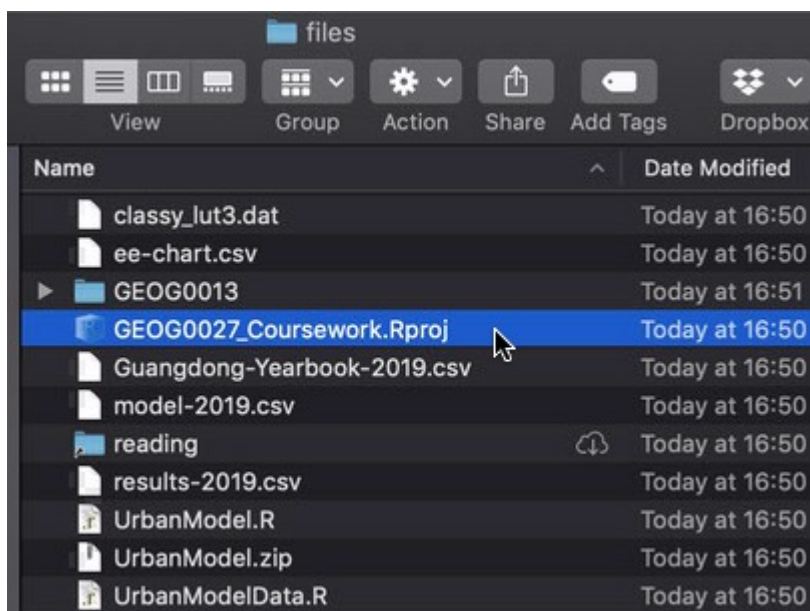 files
View Group Action Share Add Tags Dropbox
Name Date Modified
classy_lut3.dat Today at 16:50
ee-chart.csv Today at 16:50
GEOG0013 Today at 16:51
GEOG0027_Coursework.Rproj Today at 16:50
Guangdong-Yearbook-2019.csv Today at 16:50
model-2019.csv Today at 16:50
reading Today at 16:50
results-2019.csv Today at 16:50
UrbanModel.R Today at 16:50
UrbanModel.zip Today at 16:50
UrbanModelData.R Today at 16:50